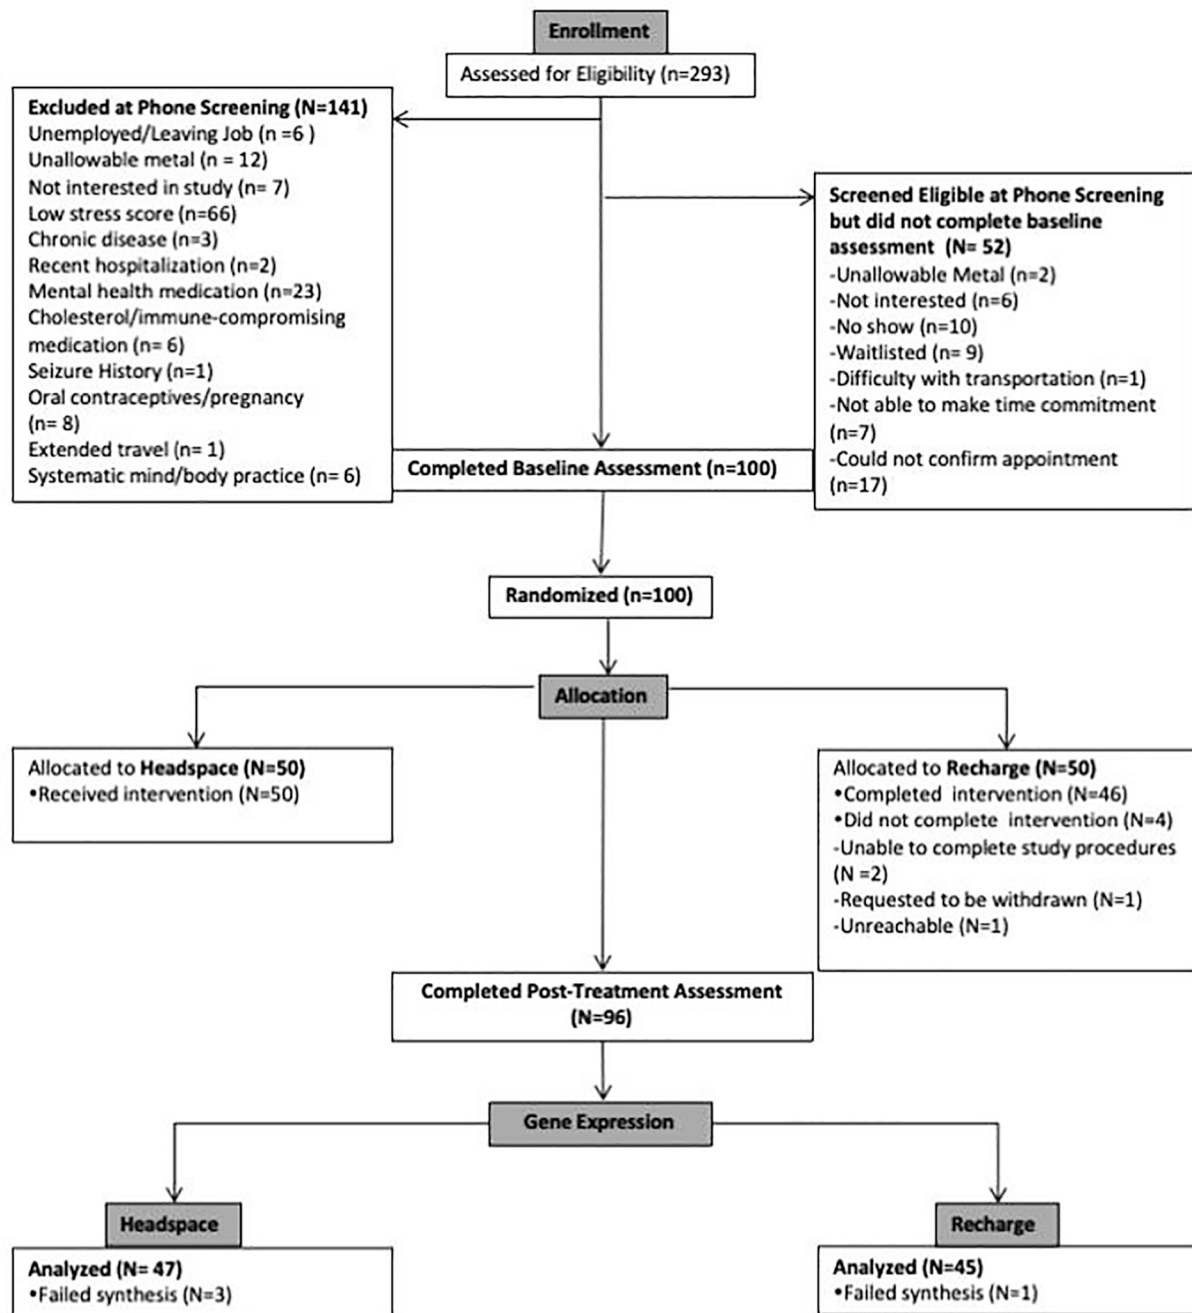 Enrollment
Assessed for Eligibility (n=293)
Excluded at Phone Screening (N=141)
Unemployed/Leaving Job (n =6 )
Unallowable metal (n = 12)
Not interested in study (n= 7)
Low stress score (n=66)
Chronic disease (n=3)
Recent hospitalization (n=2)
Mental health medication (n=23)
Cholesterol/immune-compromising
medication (n= 6)
Seizure History (n=1)
Oral contraceptives/pregnancy
(n= 8)
Extended travel (n= 1)
Systematic mind/body practice (n= 6)
Screened Eligible at Phone Screening
but did not complete baseline
assessment (N= 52)
-Unallowable Metal (n=2)
-Not interested (n=6)
-No show (n=10)
-Waitlisted (n= 9)
-Difficulty with transportation (n=1)
-Not able to make time commitment
(n=7)
-Could not confirm appointment
(n=17)
Completed Baseline Assessment (n=100)
Randomized (n=100)
Allocation
Allocated to Headspace (N=50)
•Received intervention (N=50)
Allocated to Recharge (N=50)
•Completed intervention (N=46)
•Did not complete intervention (N=4)
-Unable to complete study procedures
(N =2)
-Requested to be withdrawn (N=1)
-Unreachable (N=1)
Completed Post-Treatment Assessment
(N=96)
Gene Expression
Headspace
Analyzed (N= 47)
•Failed synthesis (N=3)
Recharge
Analyzed (N=45)
•Failed synthesis (N=1)